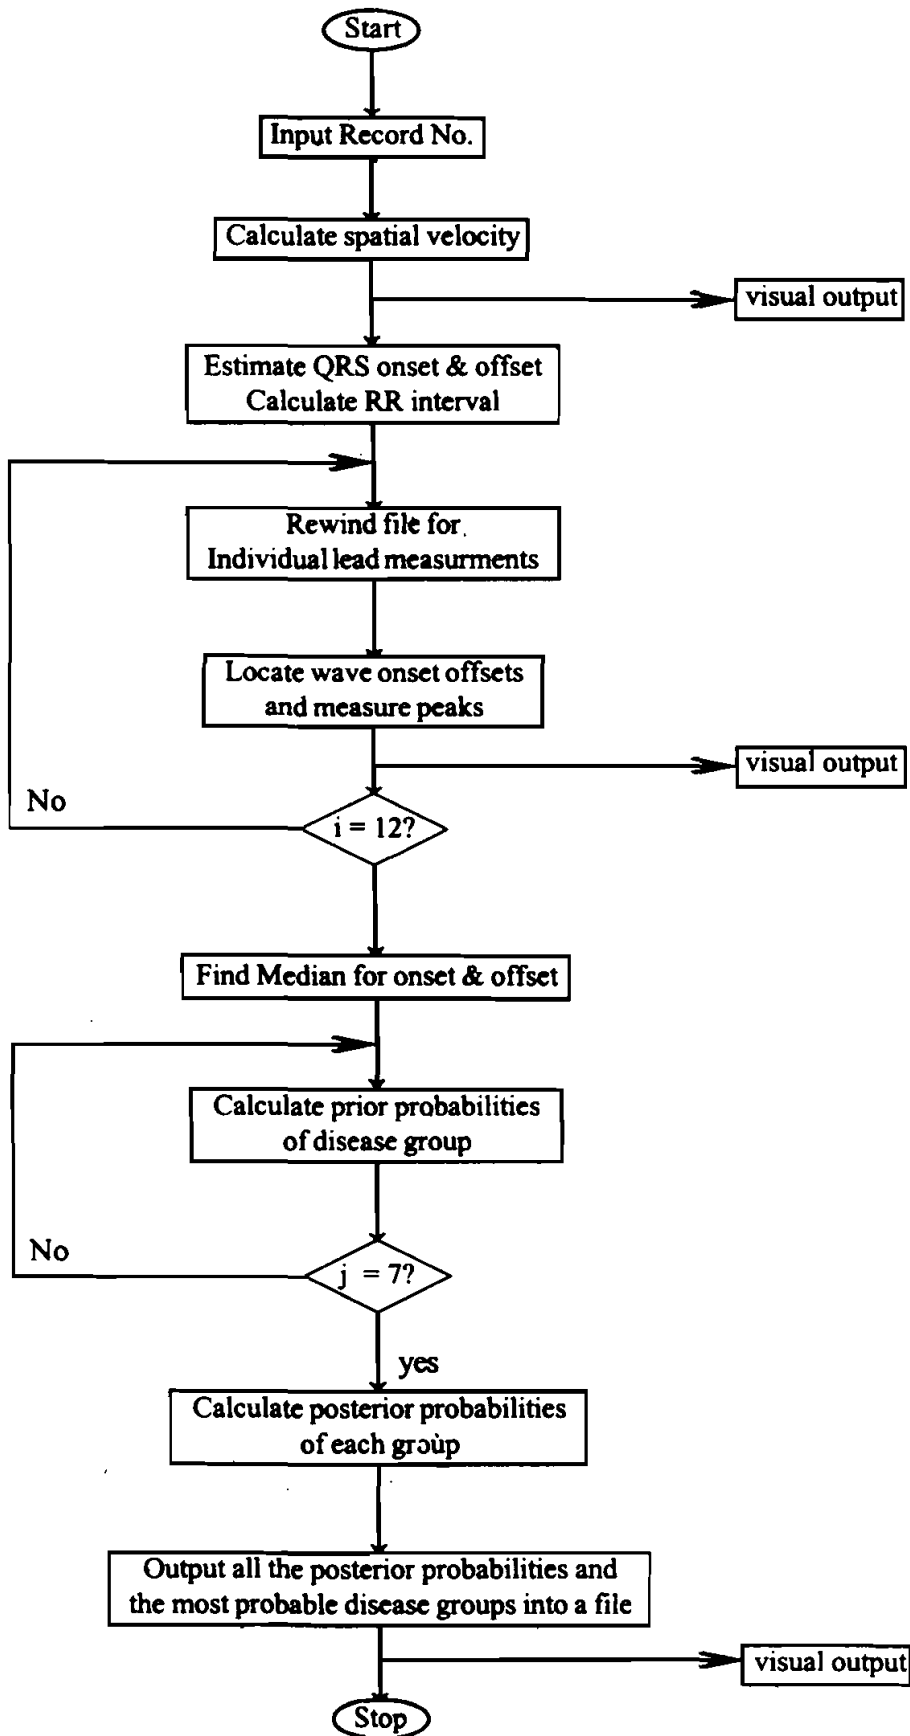 Start
Input Record No.
Calculate spatial velocity
visual output
Estimate QRS onset & offset
Calculate RR interval
Rewind file for
Individual lead measurments
Locate wave onset offsets
and measure peaks
visual output
No
i = 12?
Find Median for onset & offset
Calculate prior probabilities
of disease group
No
j = 7?
yes
Calculate posterior probabilities
of each group
Output all the posterior probabilities and
the most probable disease groups into a file
visual output
Stop